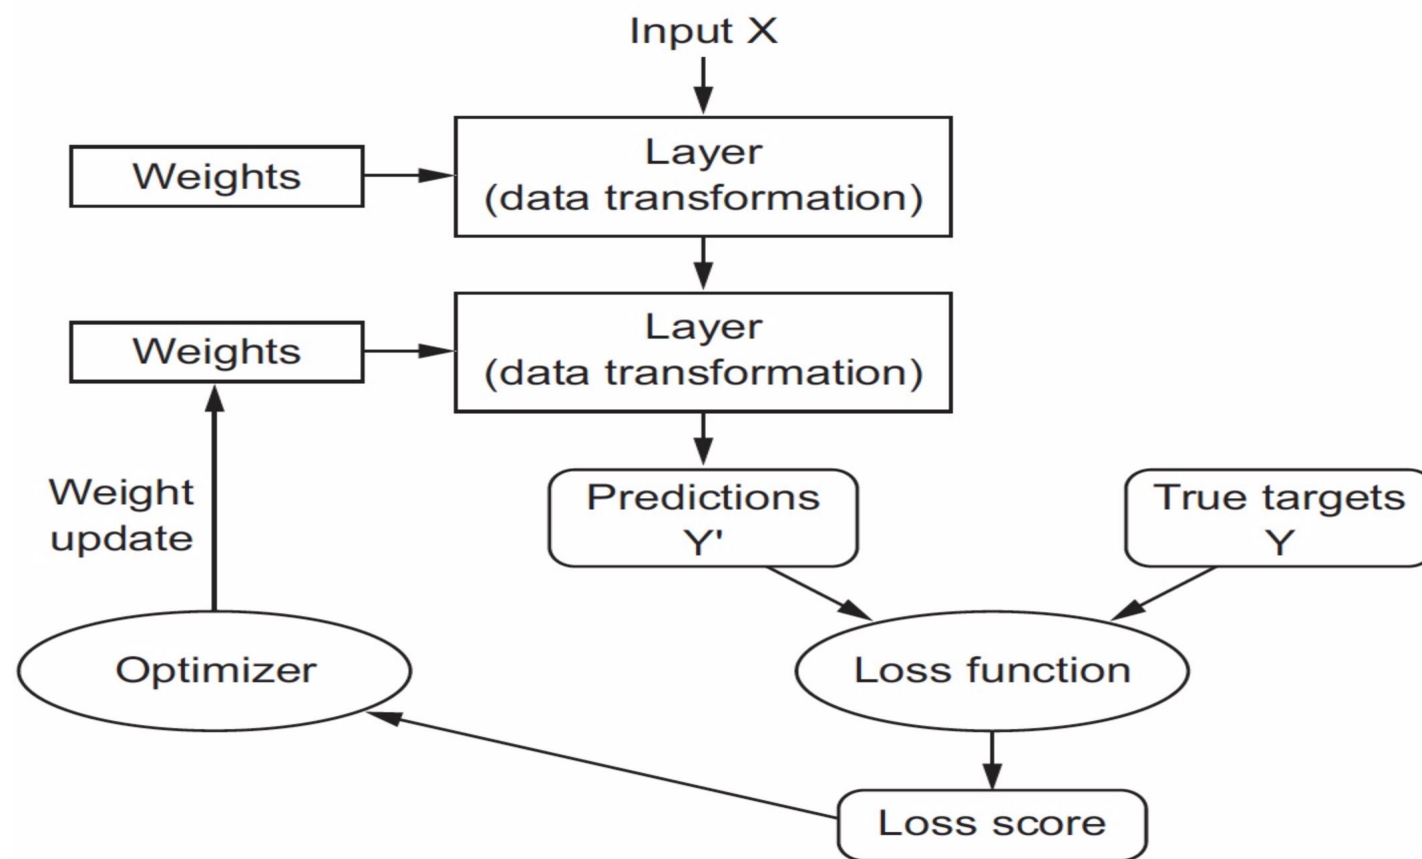 Input X
Weights
Layer
(data transformation)
Weights
Layer
(data transformation)
Weight
update
Predictions
Y'
True targets
Y
Optimizer
Loss function
Loss score